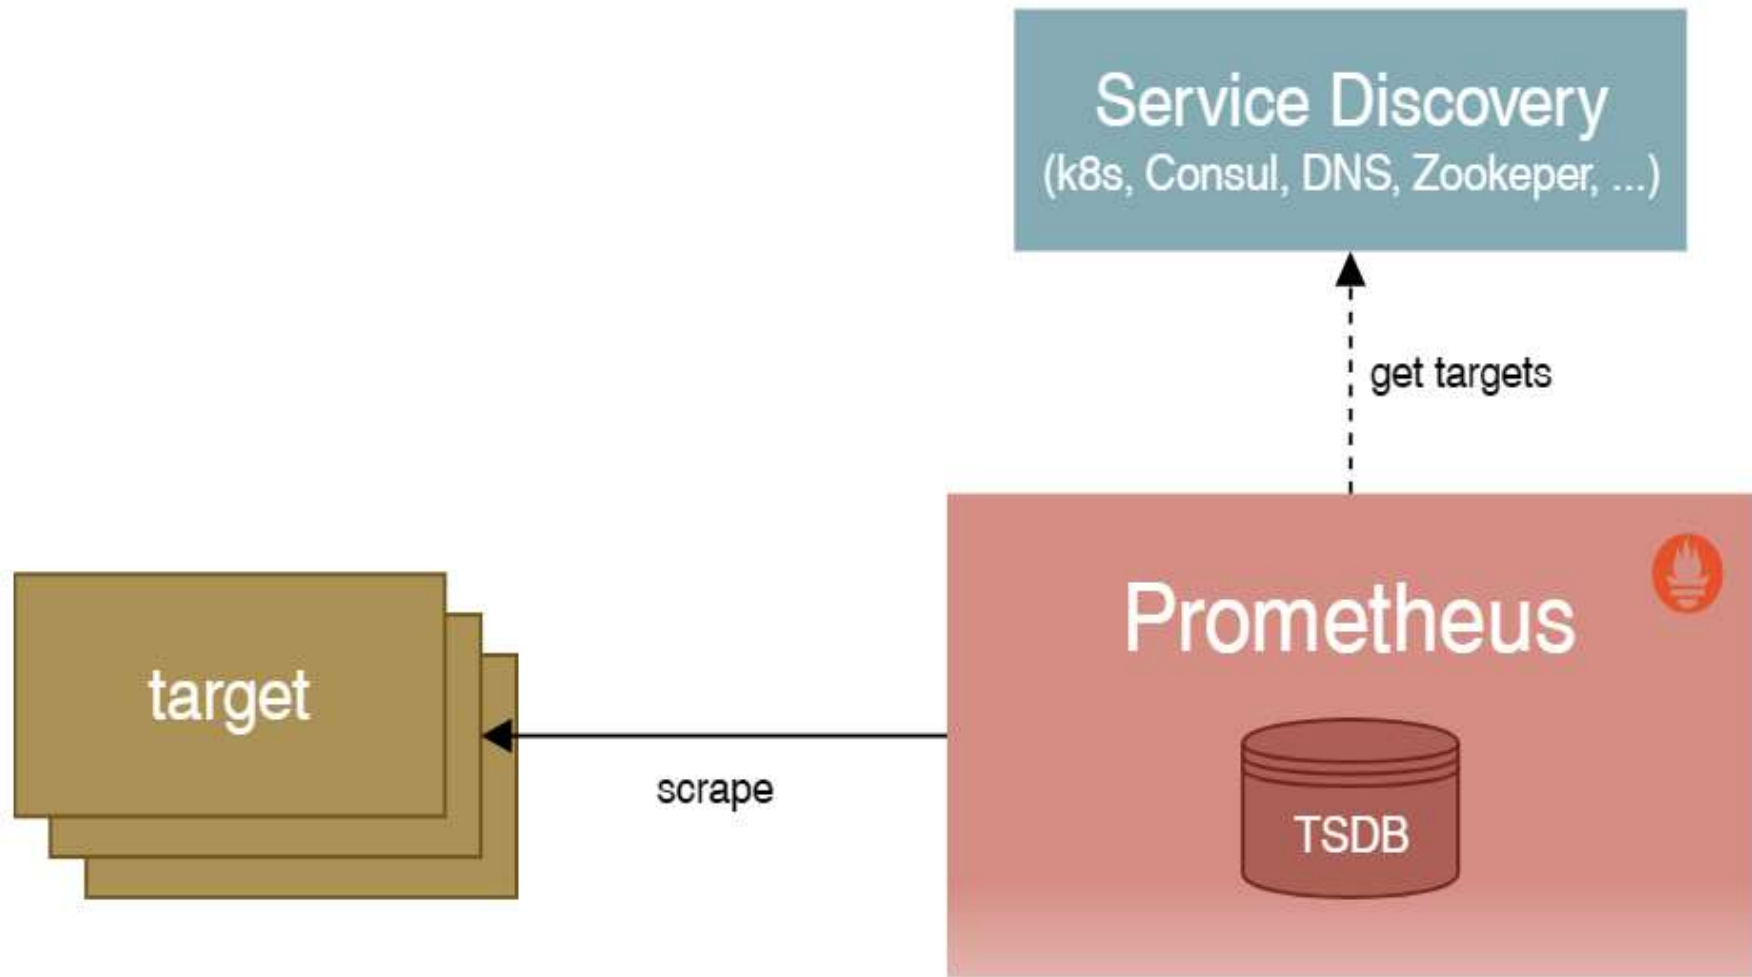 Service Discovery
(k8s, Consul, DNS, Zookeper, ...)
get targets
Prometheus
target
scrape
TSDB